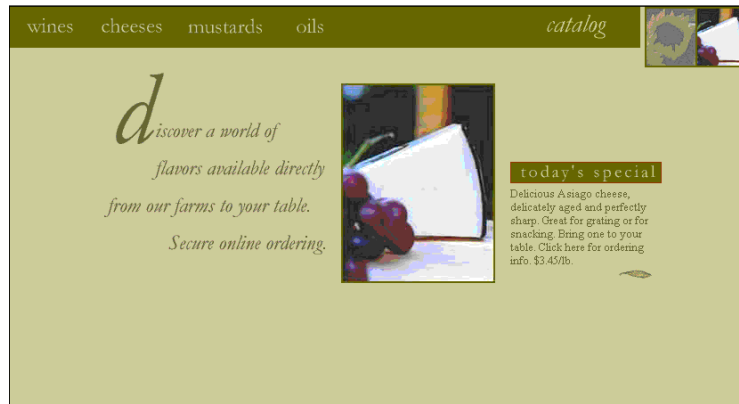 wines cheeses mustards oils catalog
discover a world of
flavors available directly
from our farms to your table.
Secure online ordering.
today's special
Delicious Asiago cheese,
delicately aged and perfectly
sharp. Great for grating or for
snacking. Bring one to your
table. Click here for ordering
info. $3.45/lb.